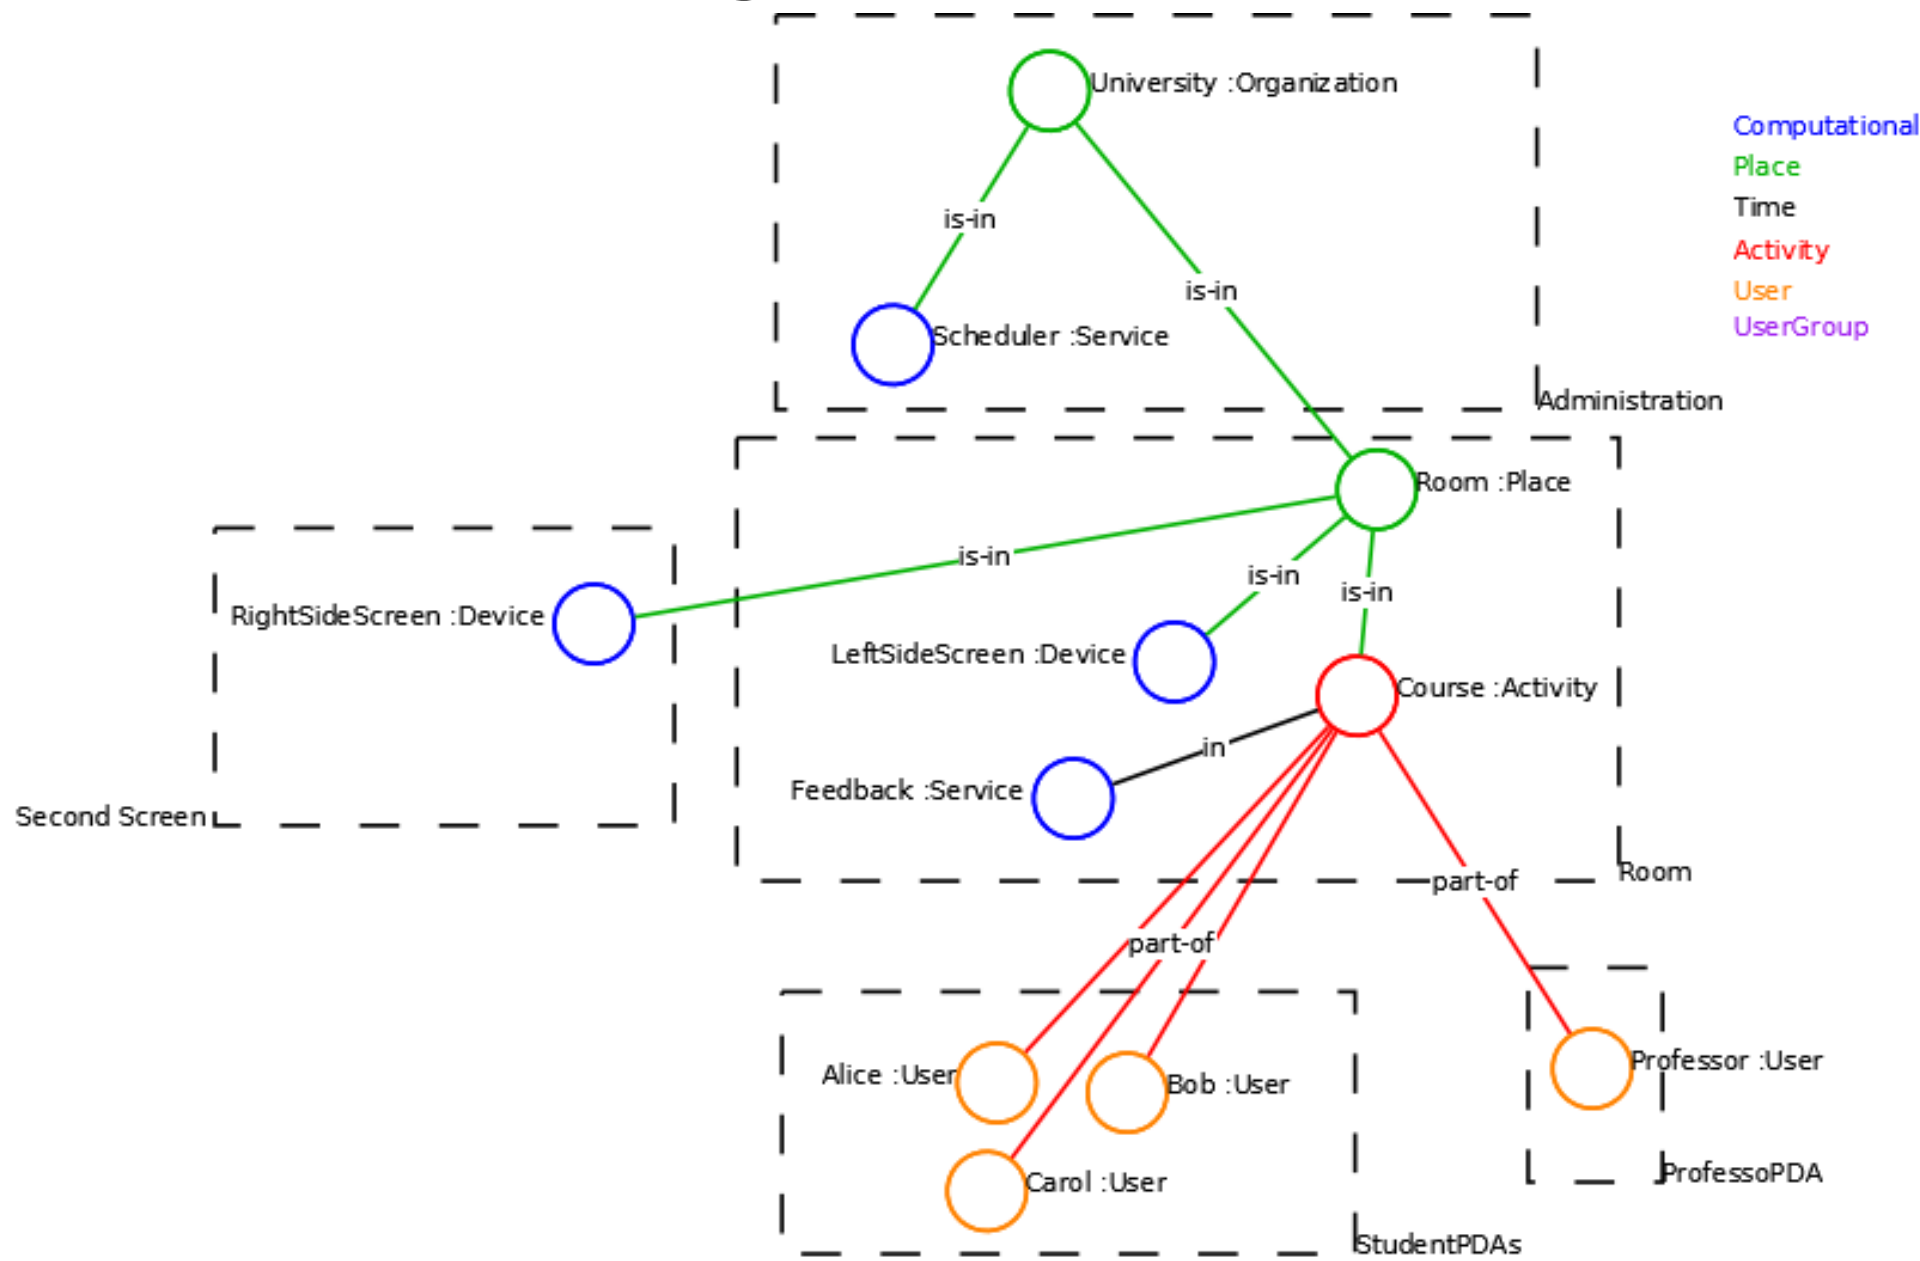 University :Organization
Computational
Place
Time
Activity
User
UserGroup
is-in
is-in
Scheduler :Service
Administration
Room :Place
is-in
is-in
is-in
RightSideScreen :Device
LeftSideScreen :Device
Course :Activity
in
Feedback :Service
Second Screen
Room
part-of
part-of
Alice :User
Bob :User
Professor :User
Carol :User
ProfessoPDA
StudentPDAs